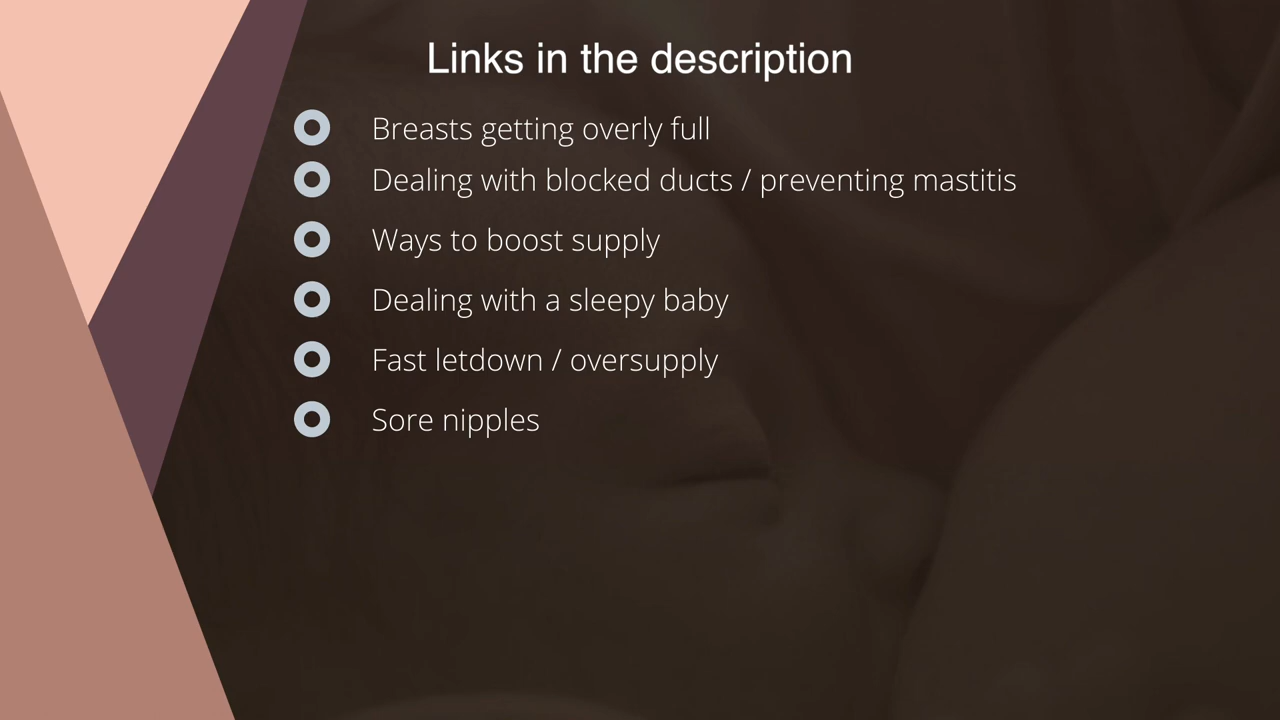 Links in the description
Breasts getting overly full
Dealing with blocked ducts / preventing mastitis
Ways to boost supply
Dealing with a sleepy baby
Fast letdown / oversupply
Sore nipples